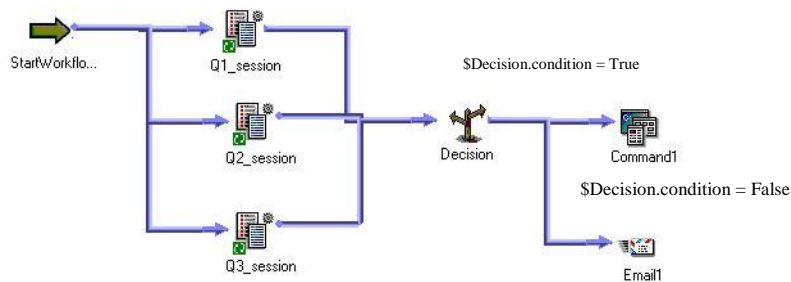 StartWorkflo...
Q1_session
$Decision.condition = True
Q2_session
Decision
Command1
$Decision.condition = False
Q3_session
Email1